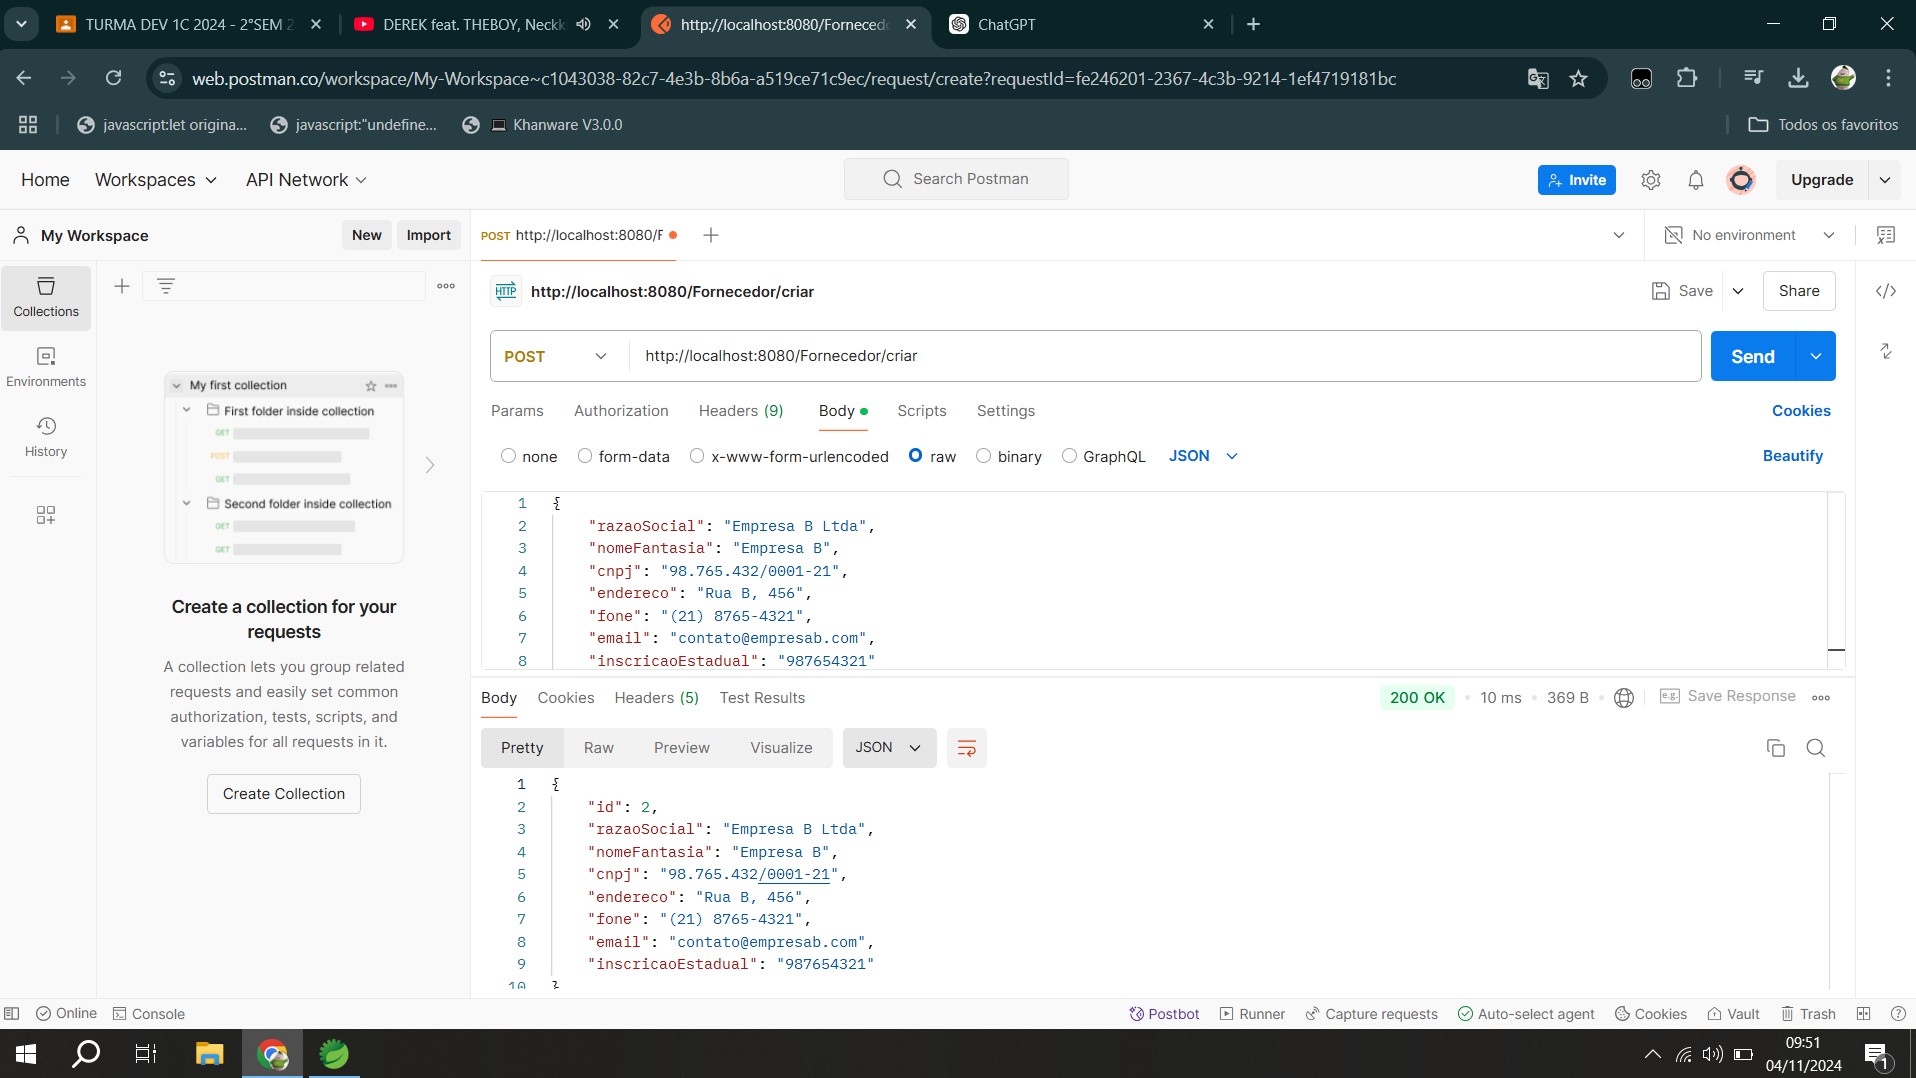 TURMA DEV 1C 2024 - 2°SEM 2
DEREK feat. THEBOY, Neckk
http://localhost:8080/Fornecedo
ChatGPT
web.postman.co/workspace/My-Workspace~c1043038-82c7-4e3b-8b6a-a519ce71c9ec/request/create?requestId=fe246201-2367-4c3b-9214-1ef4719181bc
javascript:let origina...
javascript:"undefine...
Khanware V3.0.0
Todos os favoritos
Home
Workspaces
API Network
Search Postman
Invite
Upgrade
My Workspace
New
Import
POST http://localhost:8080/F
No environment
Collections
Environments
History
My first collection
First folder inside collection
GET
POST
GET
Second folder inside collection
GET
GET
Create a collection for your
requests
A collection lets you group related
requests and easily set common
authorization, tests, scripts, and
variables for all requests in it.
Create Collection
HTTP http://localhost:8080/Fornecedor/criar
Save
Share
POST
http://localhost:8080/Fornecedor/criar
Send
Params
Authorization
Headers (9)
Body
Scripts
Settings
Cookies
none
form-data
x-www-form-urlencoded
raw
binary
GraphQL
JSON
Beautify
1 {
2 "razaoSocial": "Empresa B Ltda",
3 "nomeFantasia": "Empresa B",
4 "cnpj": "98.765.432/0001-21",
5 "endereco": "Rua B, 456",
6 "fone": "(21) 8765-4321",
7 "email": "contato@empresab.com",
8 "inscricaoEstadual": "987654321"
Body
Cookies
Headers (5)
Test Results
200 OK
10 ms
369 B
e.g. Save Response
Pretty
Raw
Preview
Visualize
JSON
1 {
2 "id": 2,
3 "razaoSocial": "Empresa B Ltda",
4 "nomeFantasia": "Empresa B",
5 "cnpj": "98.765.432/0001-21",
6 "endereco": "Rua B, 456",
7 "fone": "(21) 8765-4321",
8 "email": "contato@empresab.com",
9 "inscricaoEstadual": "987654321"
10 }
Online
Console
Postbot
Runner
Capture requests
Auto-select agent
Cookies
Vault
Trash
09:51
04/11/2024
1